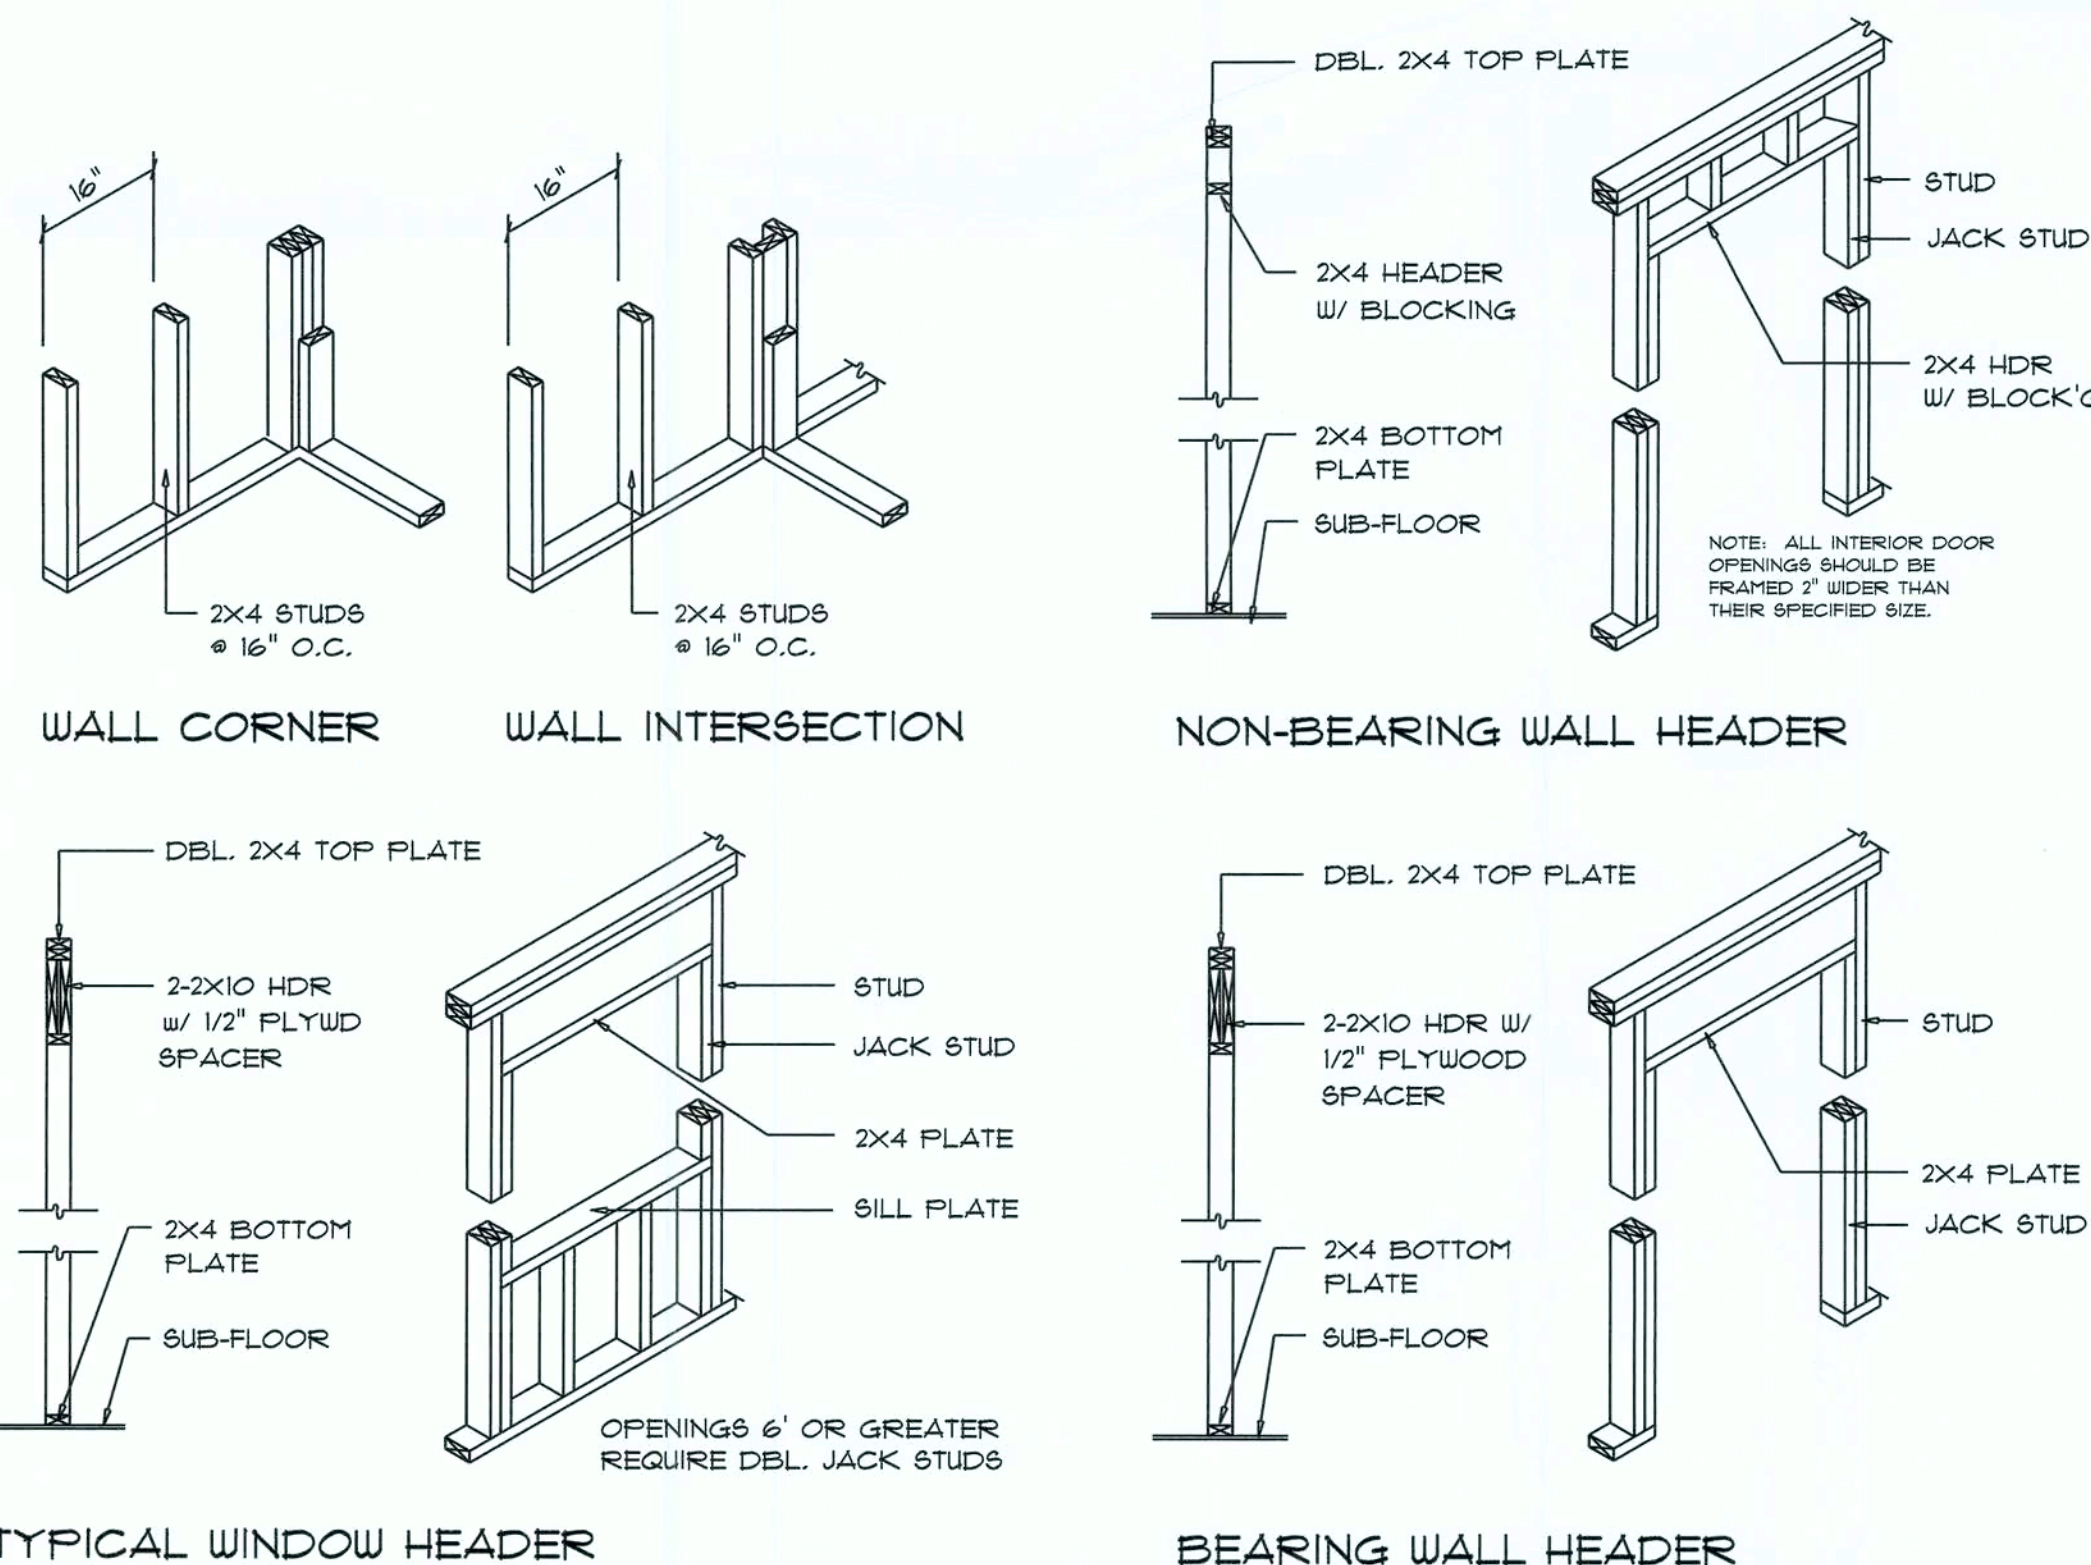 16"
2X4 STUDS
@ 16" O.C.
WALL CORNER
16"
2X4 STUDS
@ 16" O.C.
WALL INTERSECTION
DBL. 2X4 TOP PLATE
2X4 HEADER
W/ BLOCKING
2X4 BOTTOM
PLATE
SUB-FLOOR
STUD
JACK STUD
2X4 HDR
W/ BLOCK'G
NOTE: ALL INTERIOR DOOR
OPENINGS SHOULD BE
FRAMED 2" WIDER THAN
THEIR SPECIFIED SIZE.
NON-BEARING WALL HEADER
DBL. 2X4 TOP PLATE
2-2X10 HDR
w/ 1/2" PLYWD
SPACER
2X4 BOTTOM
PLATE
SUB-FLOOR
STUD
JACK STUD
2X4 PLATE
SILL PLATE
OPENINGS 6' OR GREATER
REQUIRE DBL. JACK STUDS
TYPICAL WINDOW HEADER
DBL. 2X4 TOP PLATE
2-2X10 HDR W/
1/2" PLYWOOD
SPACER
2X4 BOTTOM
PLATE
SUB-FLOOR
STUD
2X4 PLATE
JACK STUD
BEARING WALL HEADER